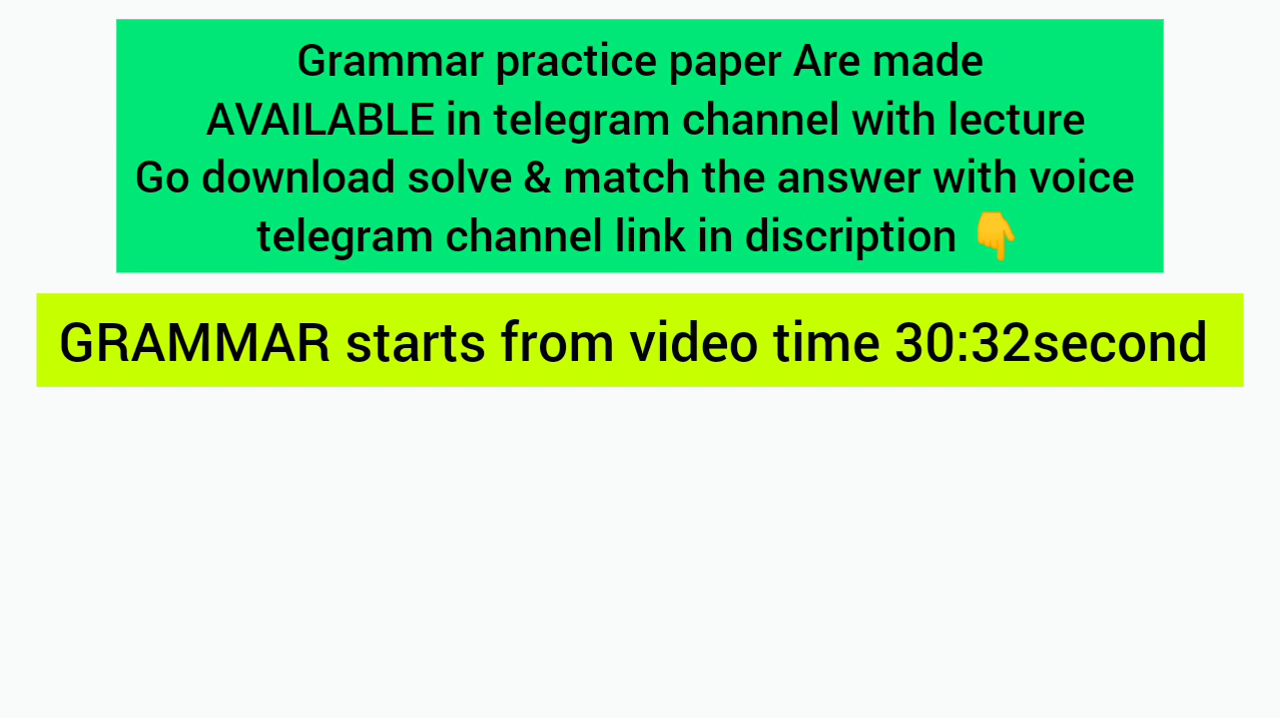 Grammar practice paper Are made
AVAILABLE in telegram channel with lecture
Go download solve & match the answer with voice
telegram channel link in discription 👇
GRAMMAR starts from video time 30:32second